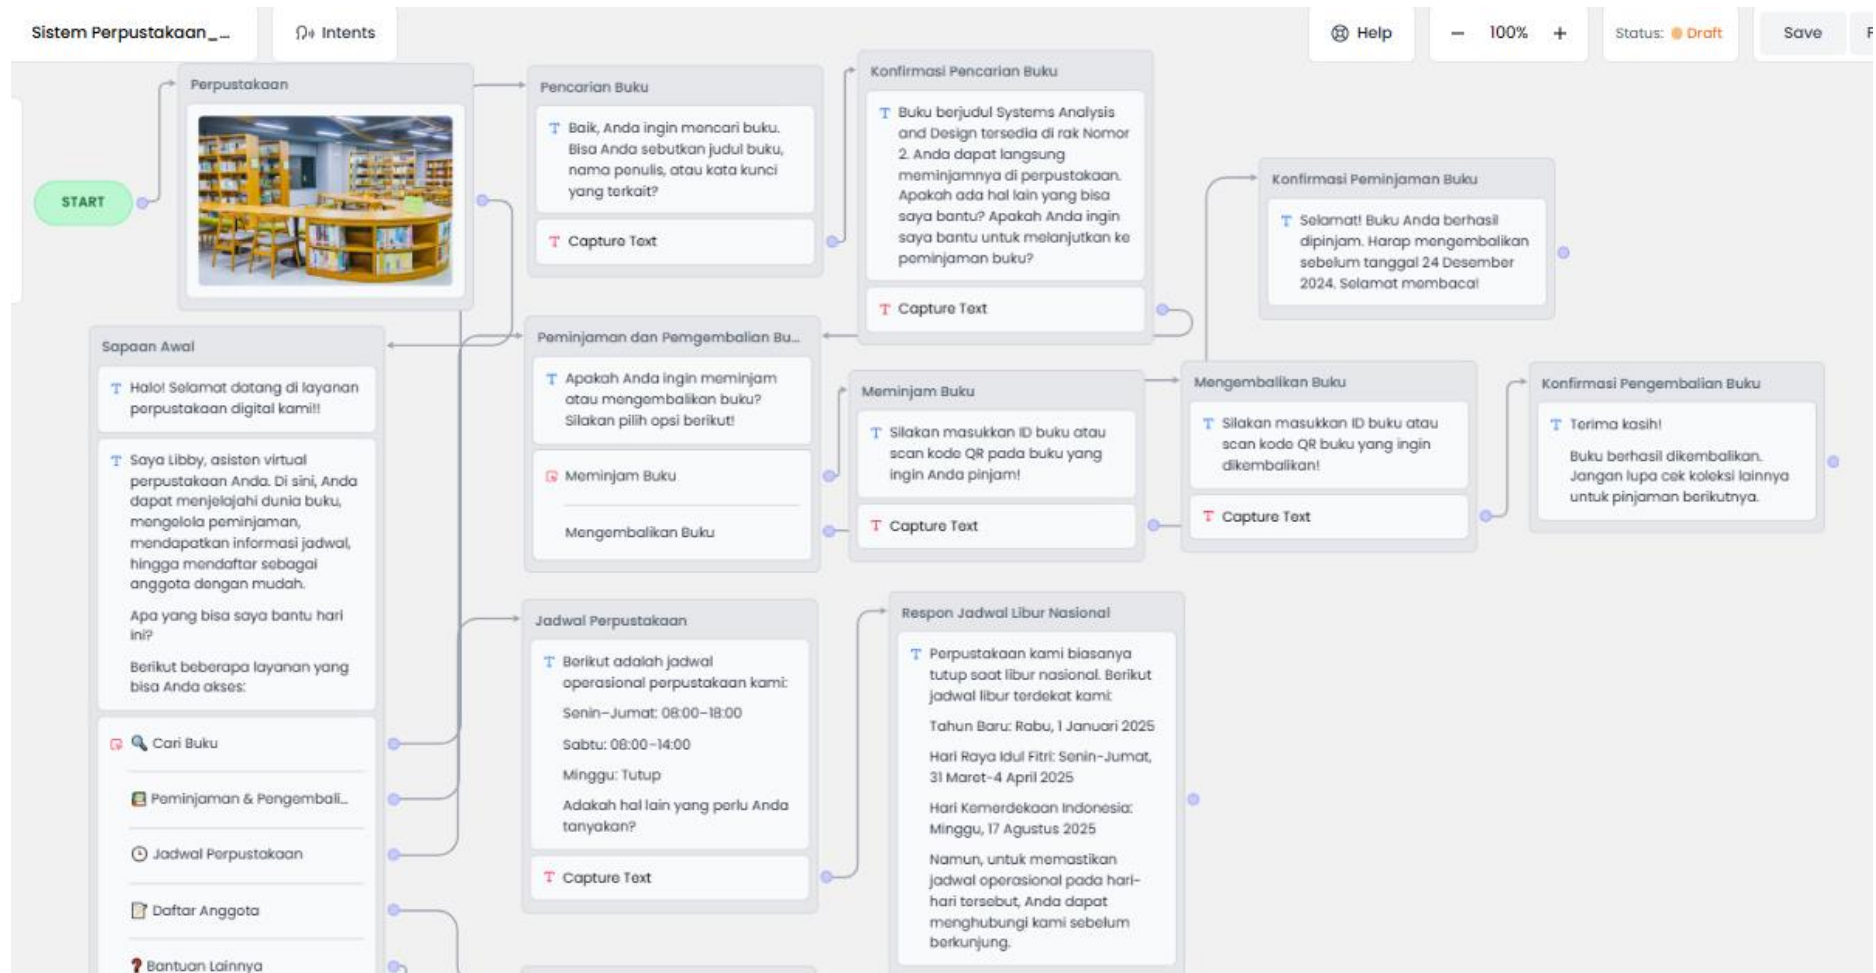 Sistem Perpustakaan_...
Intents
Help
100%
Status: Draft
Save
Perpustakaan
START
Pencarian Buku
Baik, Anda ingin mencari buku.
Bisa Anda sebutkan judul buku,
nama penulis, atau kata kunci
yang terkait?
Capture Text
Konfirmasi Pencarian Buku
Buku berjudul Systems Analysis
and Design tersedia di rak Nomor
2. Anda dapat langsung
meminjamnya di perpustakaan.
Apakah ada hal lain yang bisa
saya bantu? Apakah Anda ingin
saya bantu untuk melanjutkan ke
peminjaman buku?
Capture Text
Konfirmasi Peminjaman Buku
Selamat! Buku Anda berhasil
dipinjam. Harap mengembalikan
sebelum tanggal 24 Desember
2024. Selamat membaca!
Sapaan Awal
Halo! Selamat datang di layanan
perpustakaan digital kami!!
Saya Libby, asisten virtual
perpustakaan Anda. Di sini, Anda
dapat menjelajahi dunia buku,
mengelola peminjaman,
mendapatkan informasi jadwal,
hingga mendaftar sebagai
anggota dengan mudah.
Apa yang bisa saya bantu hari
ini?
Berikut beberapa layanan yang
bisa Anda akses:
Cari Buku
Peminjaman & Pengembali...
Jadwal Perpustakaan
Daftar Anggota
Bantuan Lainnya
Peminjaman dan Pemgembalian Bu...
Apakah Anda ingin meminjam
atau mengembalikan buku?
Silakan pilih opsi berikut!
Meminjam Buku
Mengembalikan Buku
Meminjam Buku
Silakan masukkan ID buku atau
scan kode QR pada buku yang
ingin Anda pinjam!
Capture Text
Mengembalikan Buku
Silakan masukkan ID buku atau
scan kode QR buku yang ingin
dikembalikan!
Capture Text
Konfirmasi Pengembalian Buku
Terima kasih!
Buku berhasil dikembalikan.
Jangan lupa cek koleksi lainnya
untuk pinjaman berikutnya.
Jadwal Perpustakaan
Berikut adalah jadwal
operasional perpustakaan kami:
Senin–Jumat: 08:00–18:00
Sabtu: 08:00–14:00
Minggu: Tutup
Adakah hal lain yang perlu Anda
tanyakan?
Capture Text
Respon Jadwal Libur Nasional
Perpustakaan kami biasanya
tutup saat libur nasional. Berikut
jadwal libur terdekat kami:
Tahun Baru: Rabu, 1 Januari 2025
Hari Raya Idul Fitri: Senin-Jumat,
31 Maret-4 April 2025
Hari Kemerdekaan Indonesia:
Minggu, 17 Agustus 2025
Namun, untuk memastikan
jadwal operasional pada hari-
hari tersebut, Anda dapat
menghubungi kami sebelum
berkunjung.